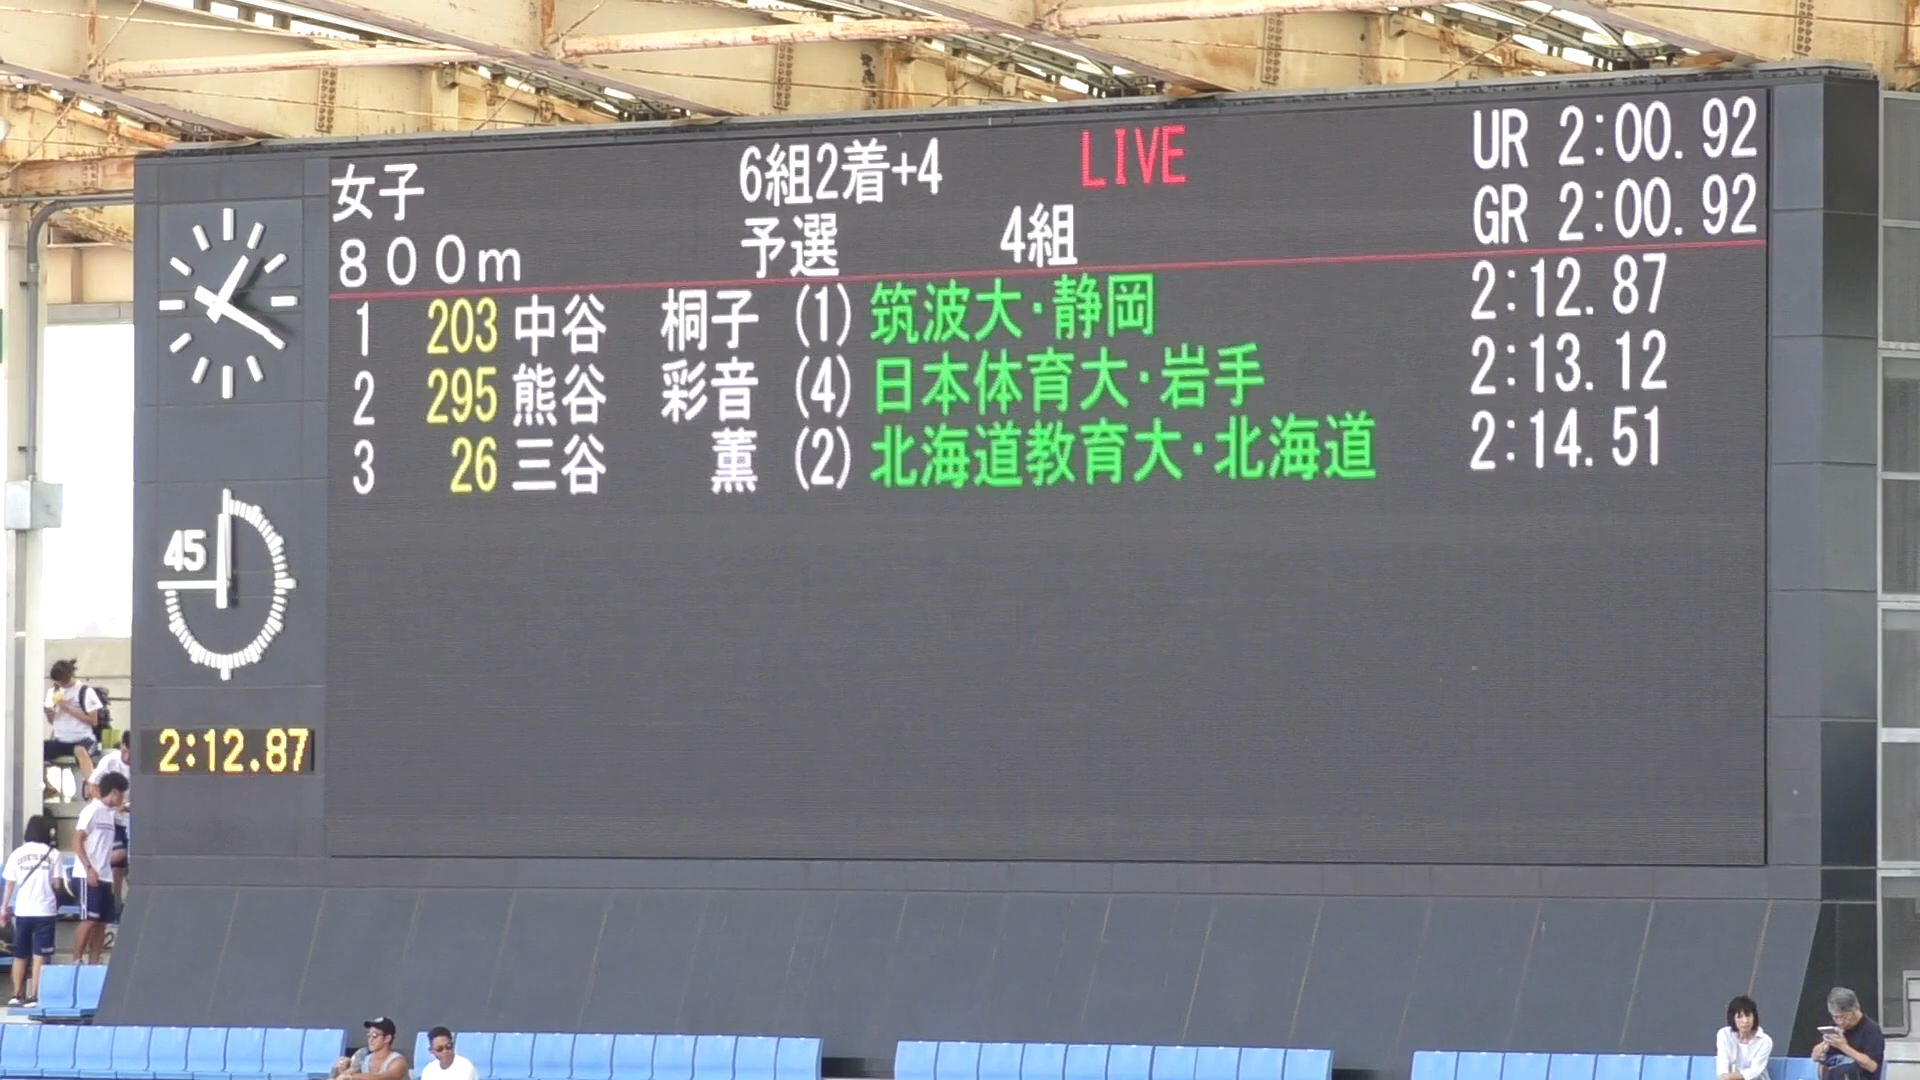 女子 6組2着+4 LIVE UR 2:00.92
800m 予選 4組 GR 2:00.92
1 203 中谷 桐子 (1) 筑波大・静岡 2:12.87
2 295 熊谷 彩音 (4) 日本体育大・岩手 2:13.12
3 26 三谷 薫 (2) 北海道教育大・北海道 2:14.51
45
2:12.87